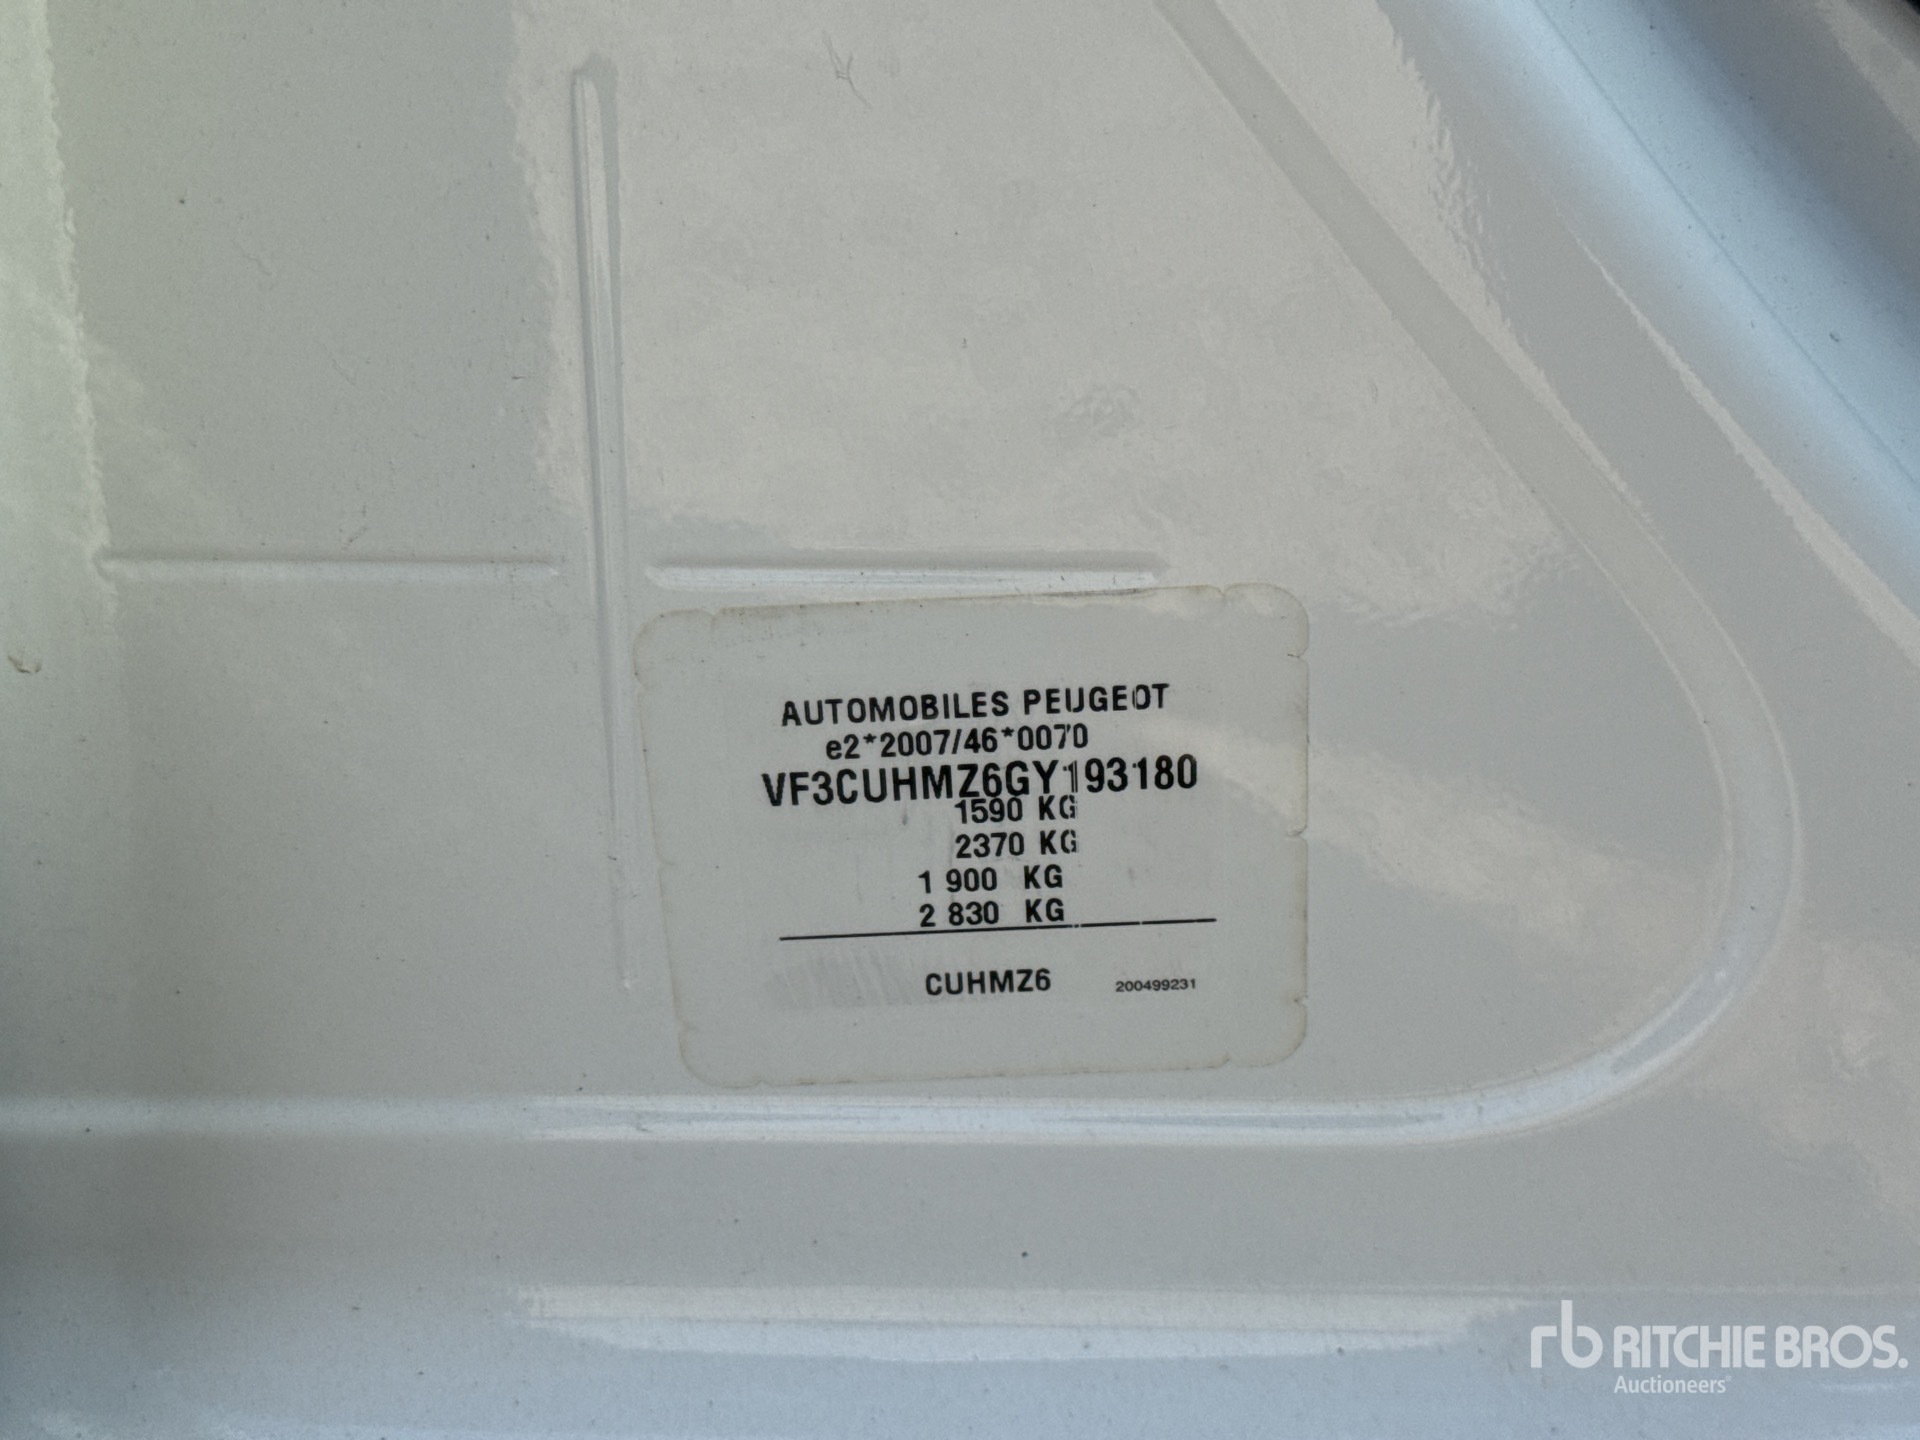 AUTOMOBILES PEUGEOT
e2*2007/46*0070
VF3CUHMZ6GY193180
1590 KG
2370 KG
1 900 KG
2 830 KG
CUHMZ6 200499231
rb RITCHIE BROS.
Auctioneers